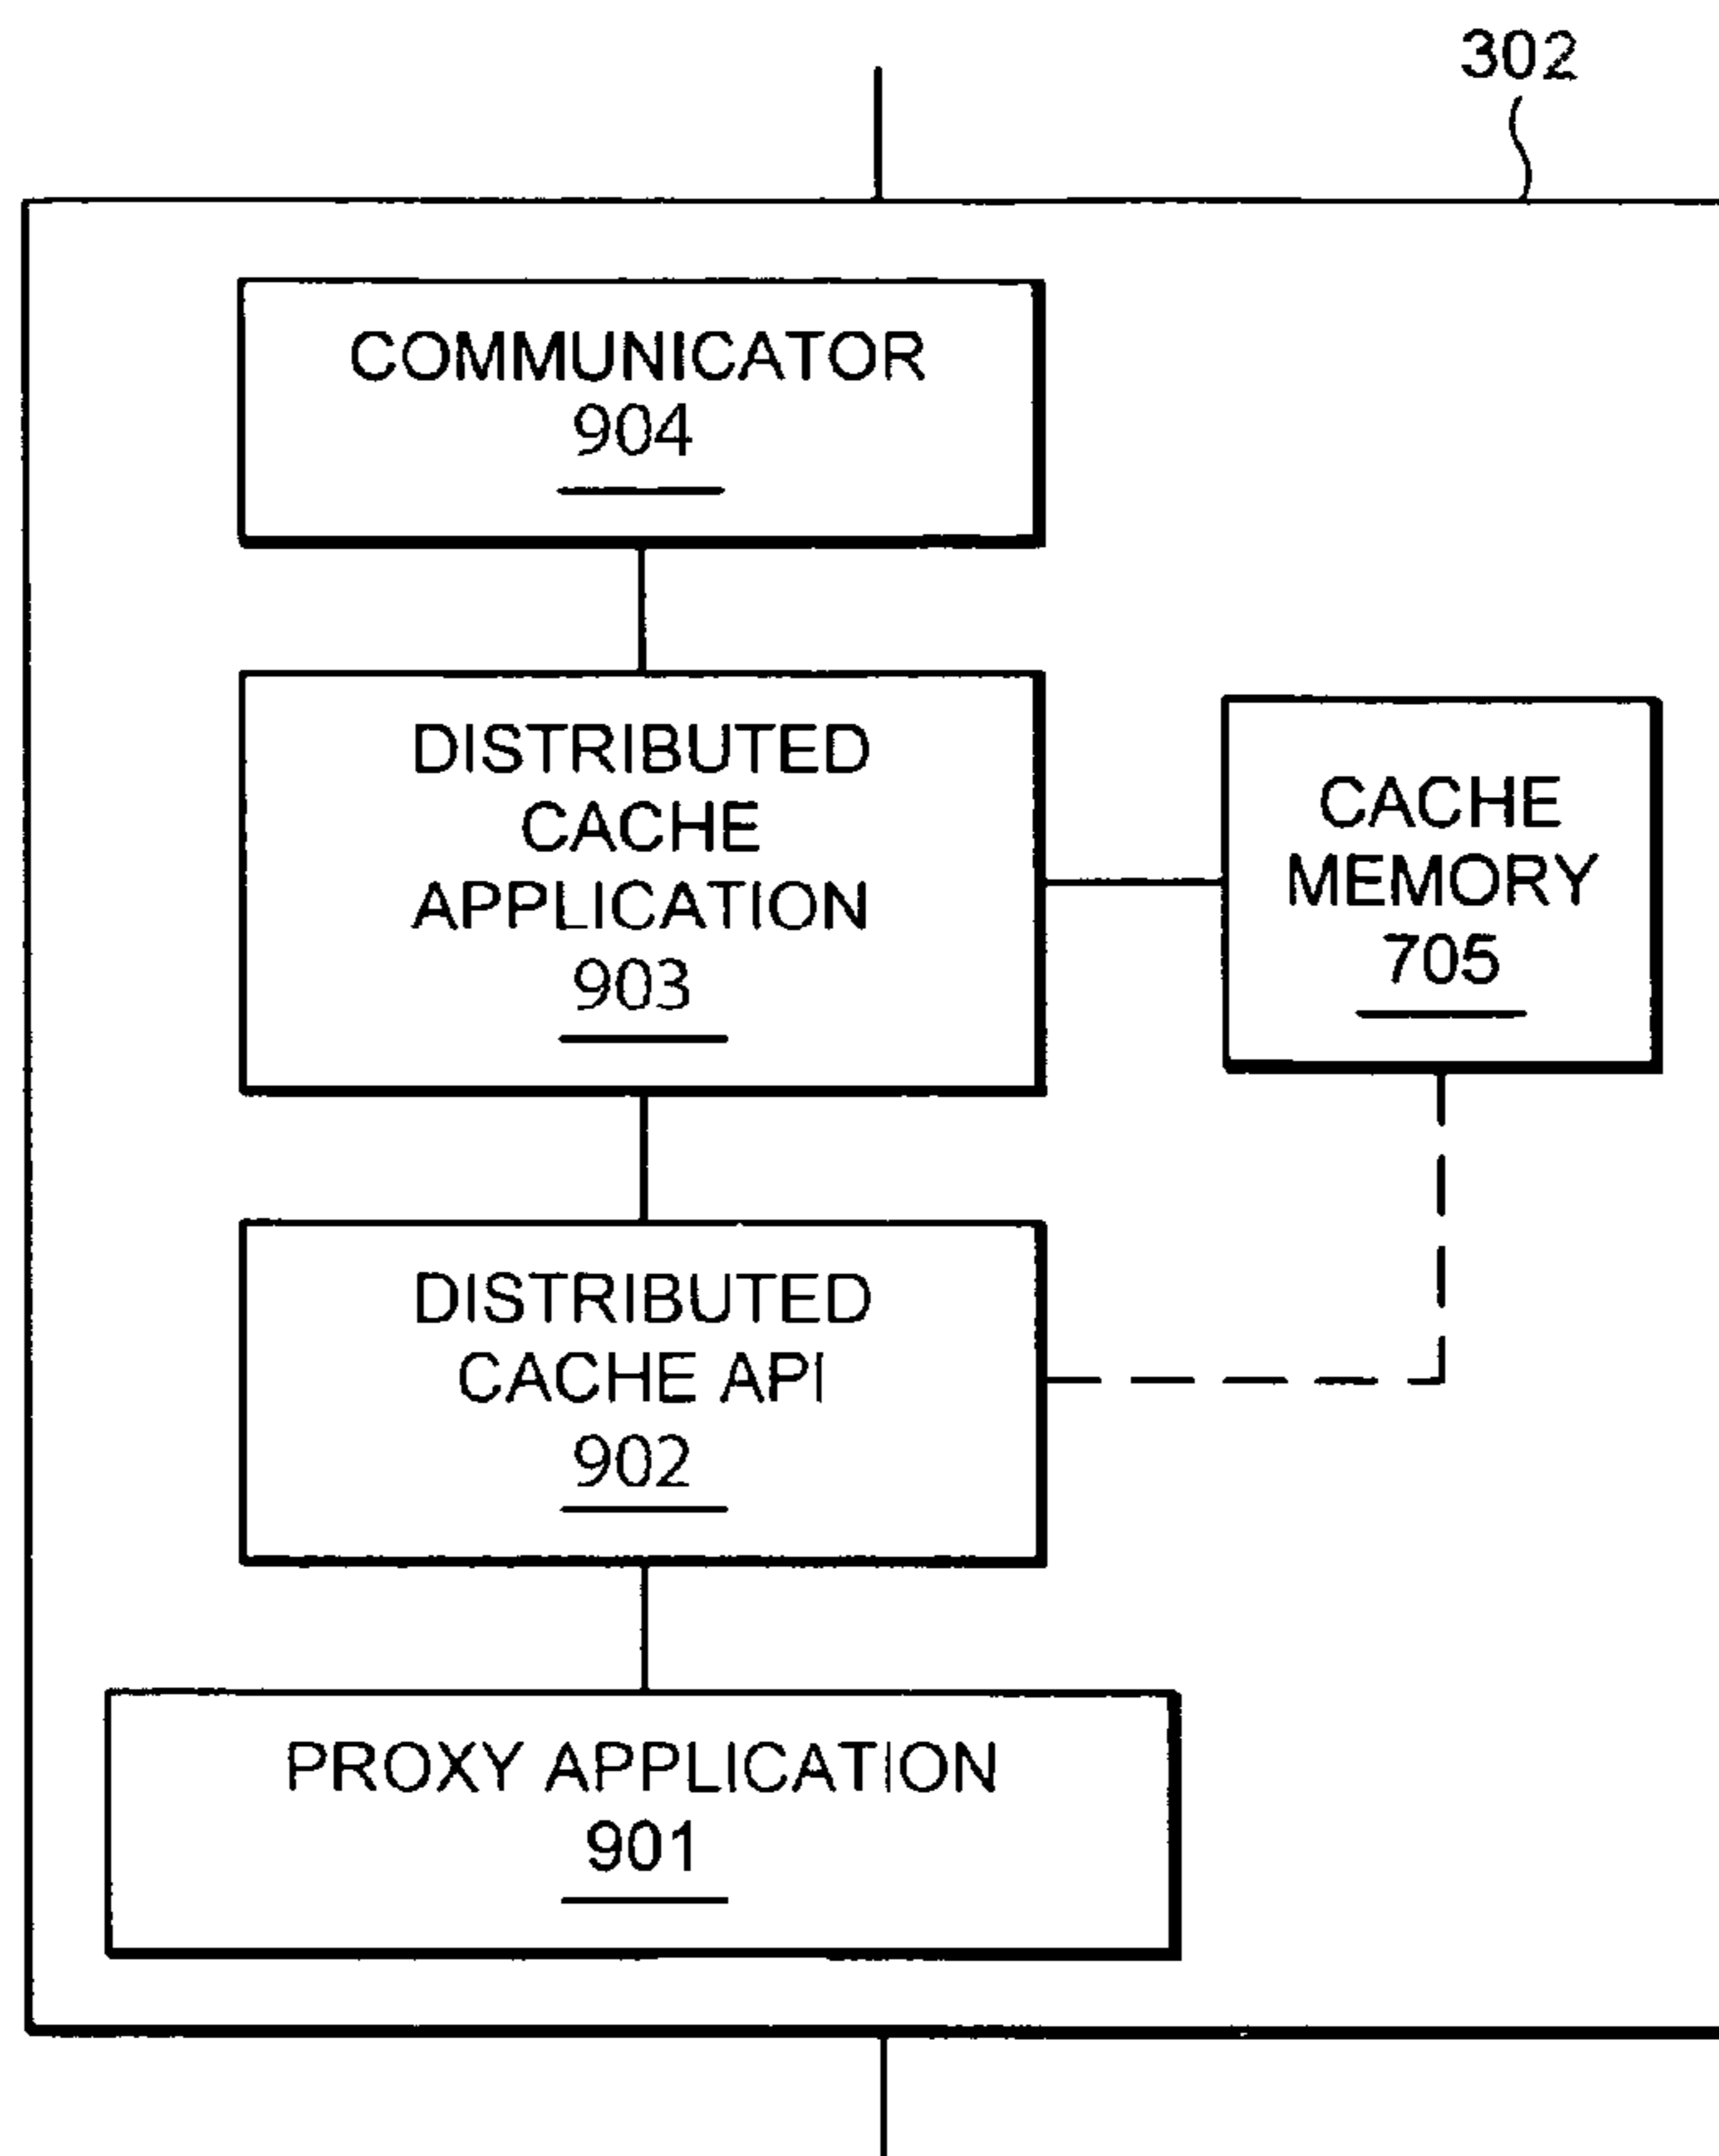 302
COMMUNICATOR
904
DISTRIBUTED
CACHE
APPLICATION
903
CACHE
MEMORY
705
DISTRIBUTED
CACHE API
902
PROXY APPLICATION
901